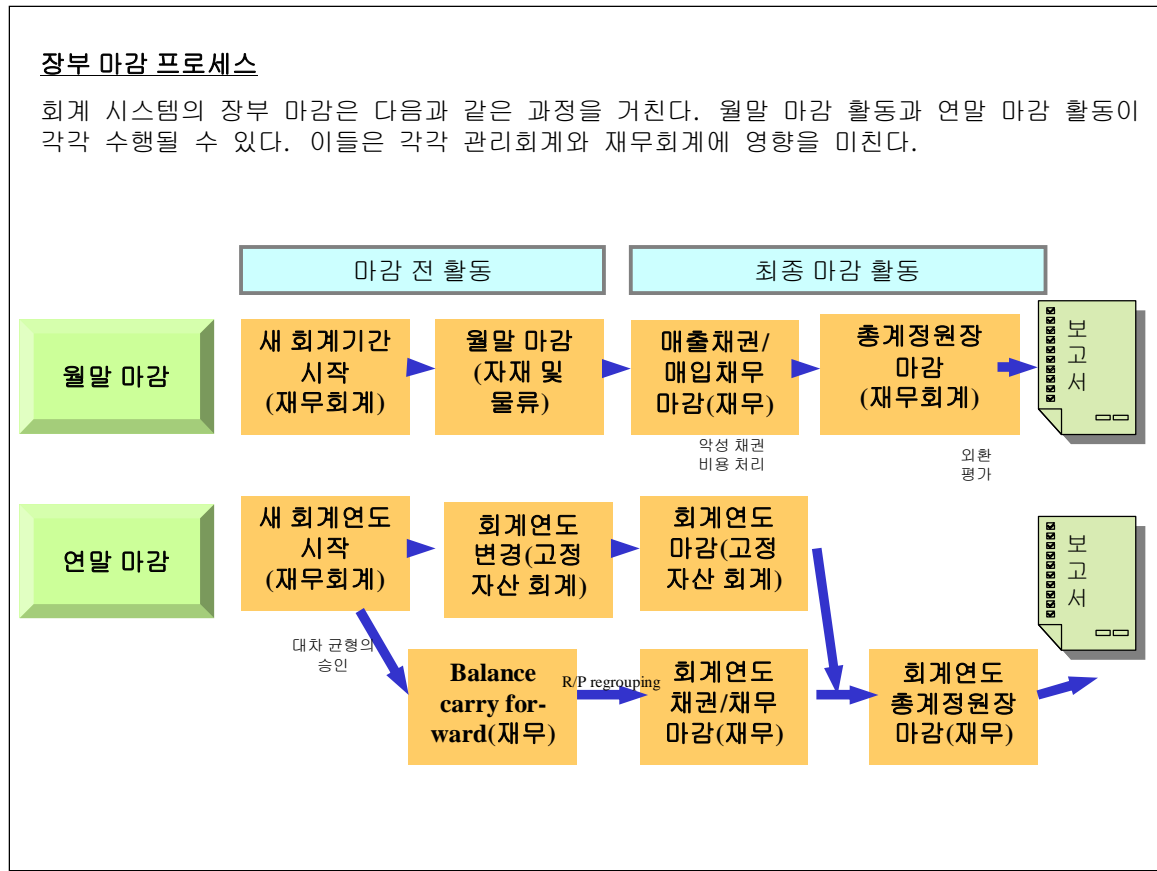 장부 마감 프로세스
회계 시스템의 장부 마감은 다음과 같은 과정을 거친다. 월말 마감 활동과 연말 마감 활동이
각각 수행될 수 있다. 이들은 각각 관리회계와 재무회계에 영향을 미친다.
마감 전 활동
최종 마감 활동
월말 마감
새 회계기간
시작
(재무회계)
월말 마감
(자재 및
물류)
매출채권/
매입채무
마감(재무)
총계정원장
마감
(재무회계)
보
고
서
악성 채권
비용 처리
외환
평가
연말 마감
새 회계연도
시작
(재무회계)
회계연도
변경(고정
자산 회계)
회계연도
마감(고정
자산 회계)
보
고
서
대차 균형의
승인
Balance
carry for-
ward(재무)
R/P regrouping
회계연도
채권/채무
마감(재무)
회계연도
총계정원장
마감(재무)